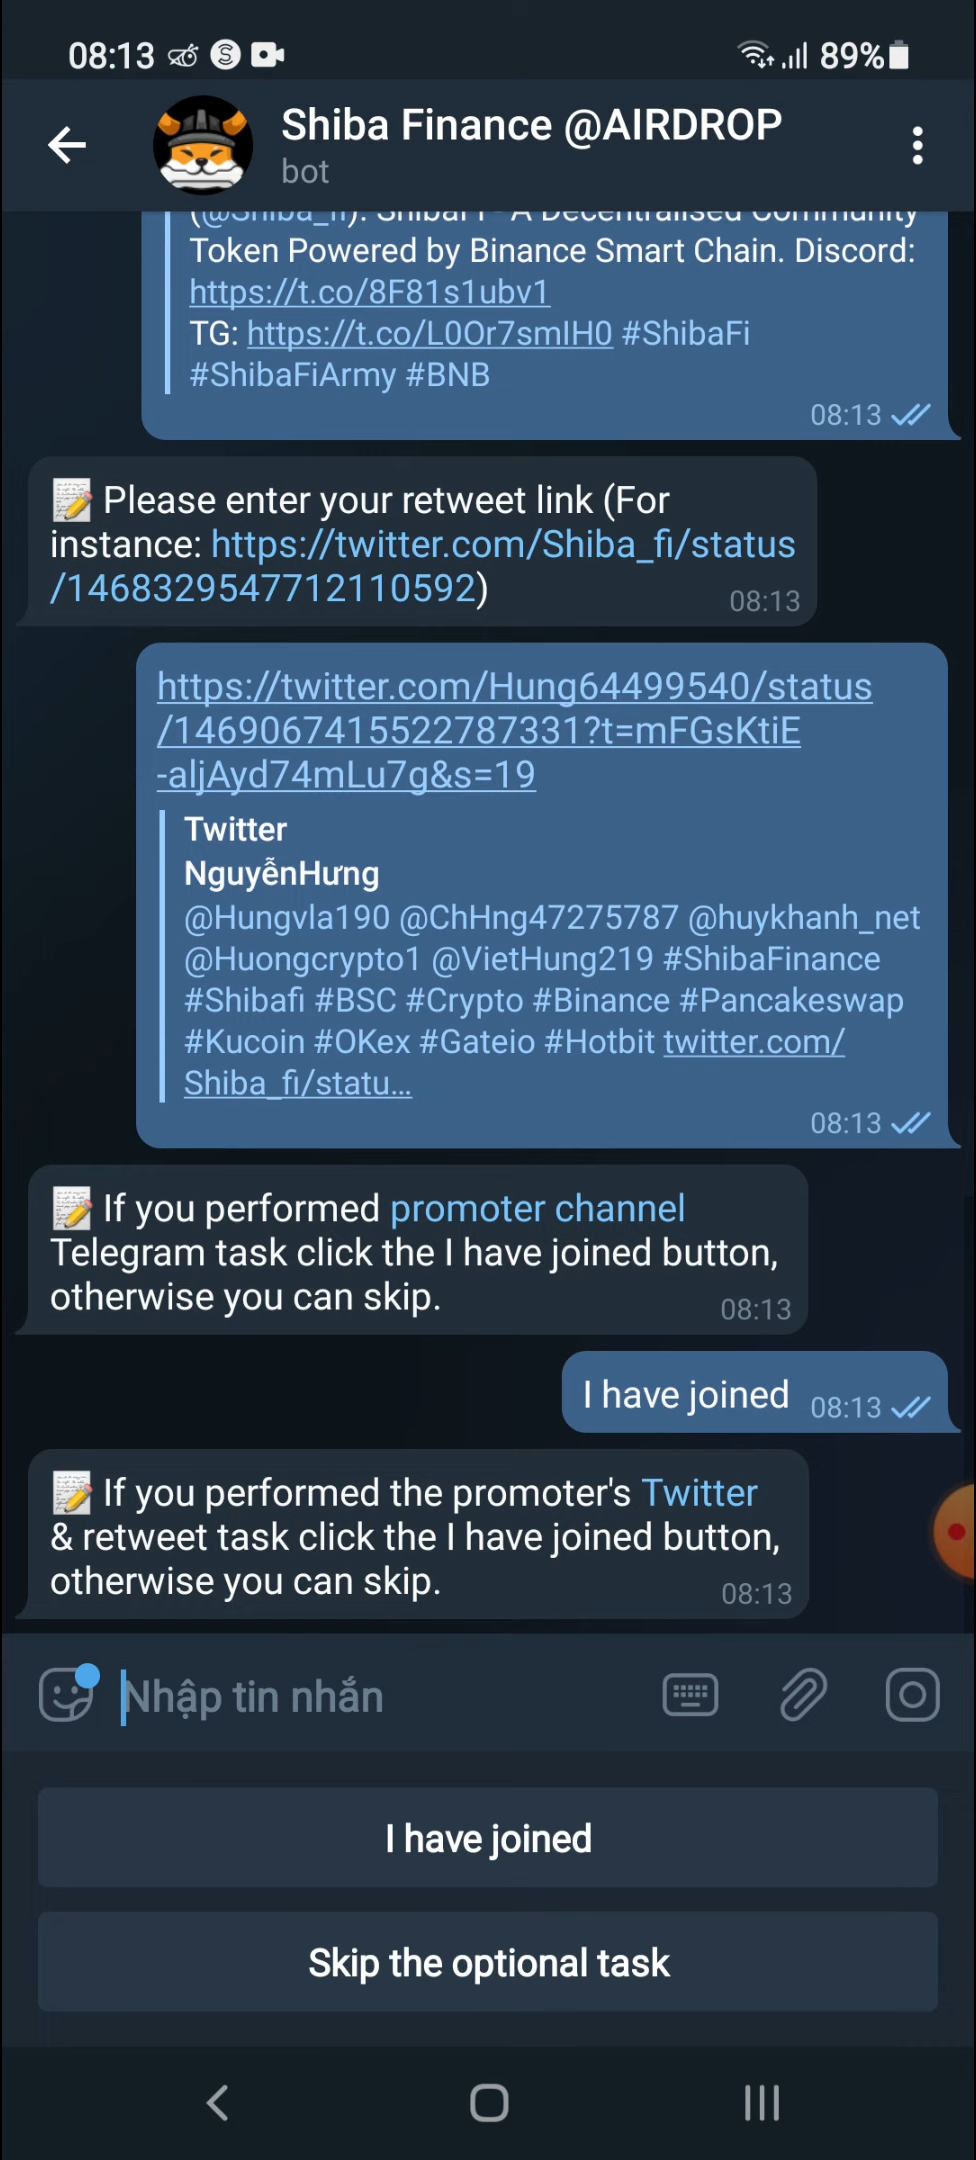 08:13
89%
Shiba Finance @AIRDROP
bot
(@Shiba_fi): ShibaFi - A Decentralised Community
Token Powered by Binance Smart Chain. Discord:
https://t.co/8F81s1ubv1
TG: https://t.co/L0Or7smIH0 #ShibaFi
#ShibaFiArmy #BNB
08:13
Please enter your retweet link (For
instance: https://twitter.com/Shiba_fi/status
/1468329547712110592)
08:13
https://twitter.com/Hung64499540/status
/1469067415522787331?t=mFGsKtiE
-aljAyd74mLu7g&s=19
Twitter
NguyễnHưng
@Hungvla190 @ChHng47275787 @huykhanh_net
@Huongcrypto1 @VietHung219 #ShibaFinance
#Shibafi #BSC #Crypto #Binance #Pancakeswap
#Kucoin #OKex #Gateio #Hotbit twitter.com/
Shiba_fi/statu...
08:13
If you performed promoter channel
Telegram task click the I have joined button,
otherwise you can skip.
08:13
I have joined 08:13
If you performed the promoter's Twitter
& retweet task click the I have joined button,
otherwise you can skip.
08:13
Nhập tin nhắn
I have joined
Skip the optional task